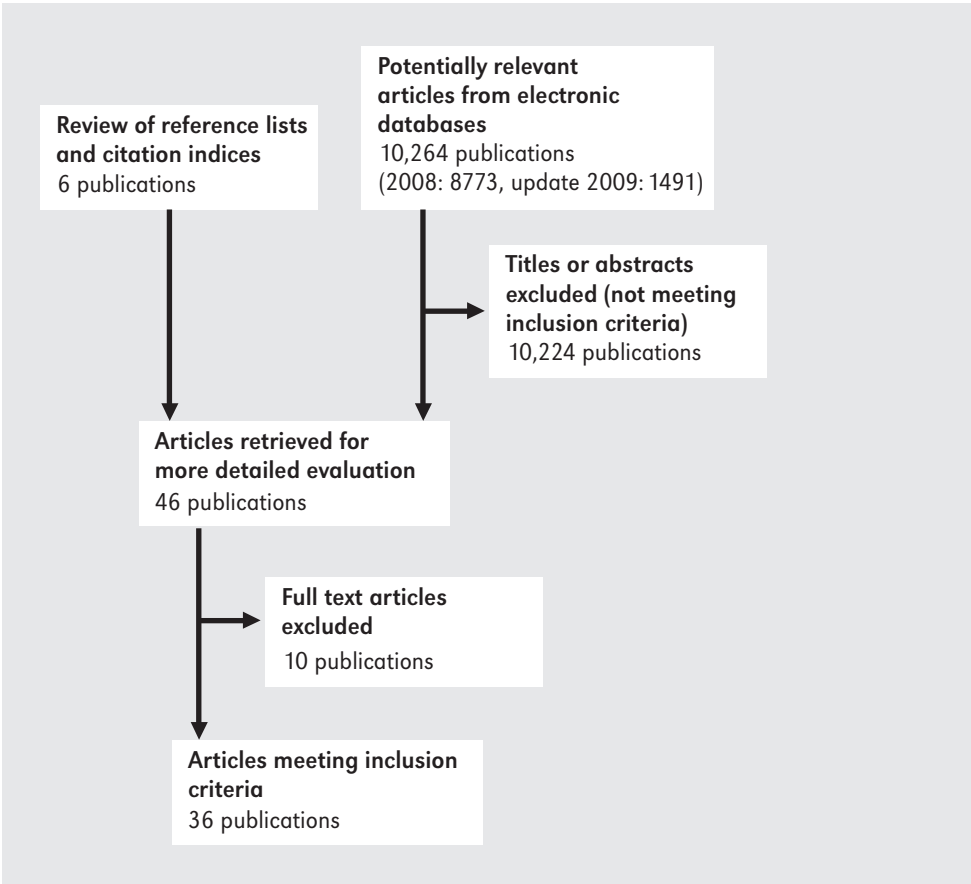 Potentially relevant
articles from electronic
databases
10,264 publications
(2008: 8773, update 2009: 1491)
Review of reference lists
and citation indices
6 publications
Titles or abstracts
excluded (not meeting
inclusion criteria)
10,224 publications
Articles retrieved for
more detailed evaluation
46 publications
Full text articles
excluded
10 publications
Articles meeting inclusion
criteria
36 publications